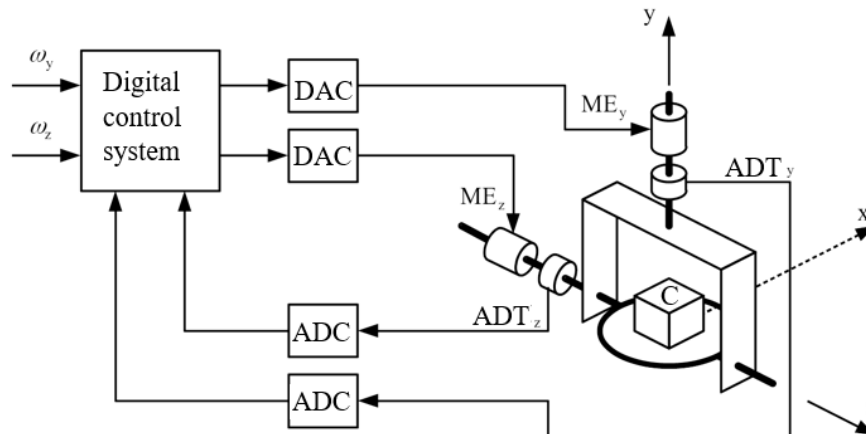 y
ω_y
Digital
control
system
DAC
ME_y
ω_z
DAC
ADT_y
ME_z
x
C
ADC
ADT_z
ADC